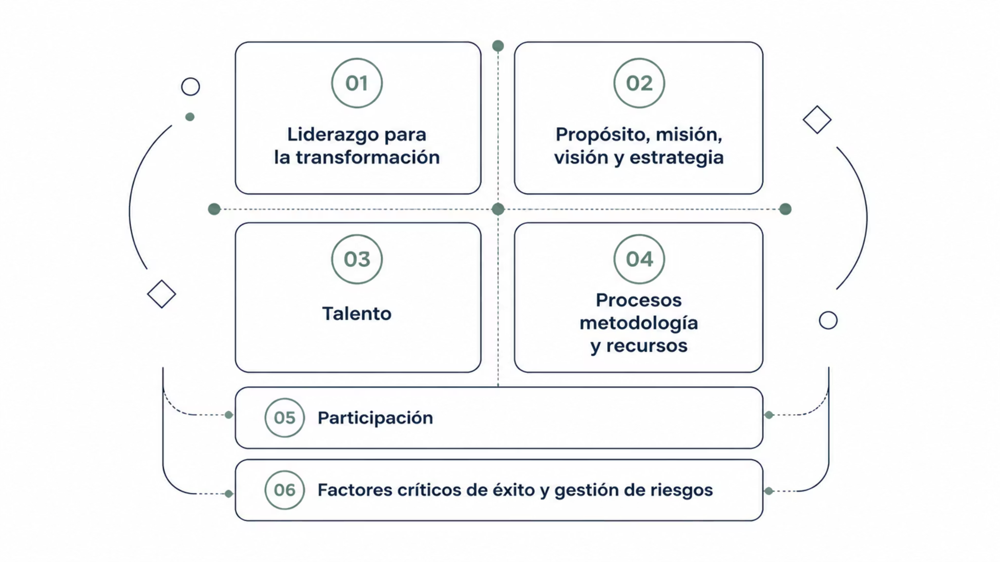 01
Liderazgo para
la transformación
02
Propósito, misión,
visión y estrategia
03
Talento
04
Procesos
metodología
y recursos
05 Participación
06 Factores críticos de éxito y gestión de riesgos